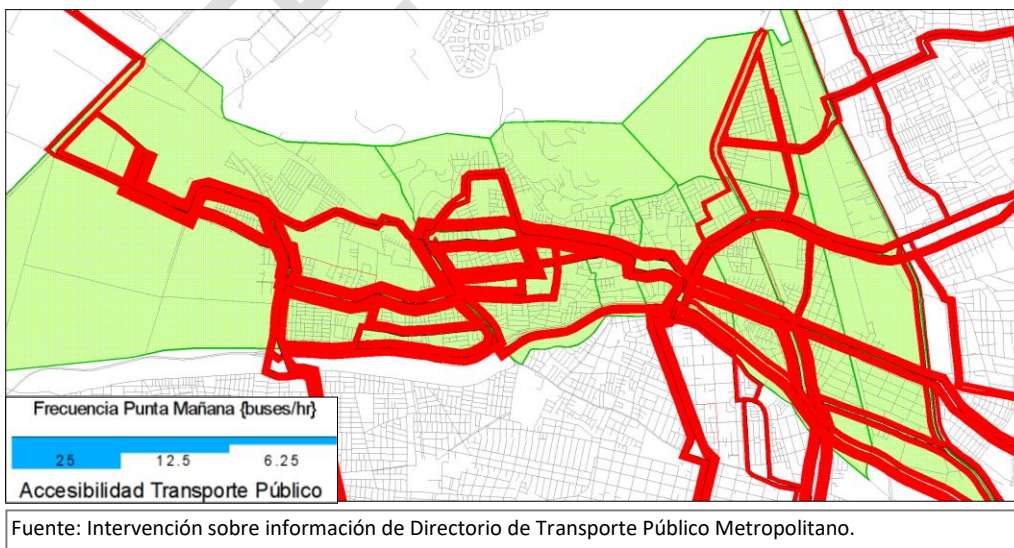 Frecuencia Punta Mañana {buses/hr}
25 12.5 6.25
Accesibilidad Transporte Público
Fuente: Intervención sobre información de Directorio de Transporte Público Metropolitano.